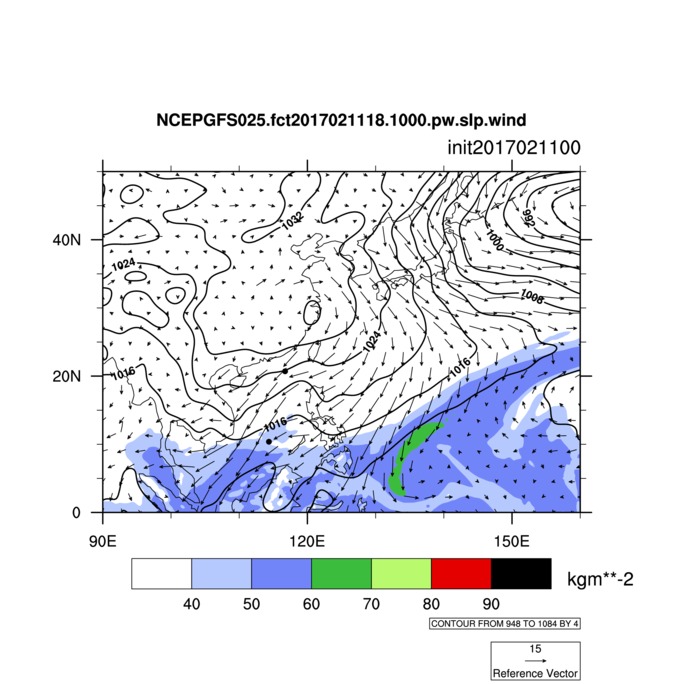 NCEPGFS025.fct2017021118.1000.pw.slp.wind
init2017021100
1032
992
1000
40N
1024
1008
1024
1016
1016
20N
1016
0
90E 120E 150E
kgm**-2
40 50 60 70 80 90
CONTOUR FROM 948 TO 1084 BY 4
15
Reference Vector